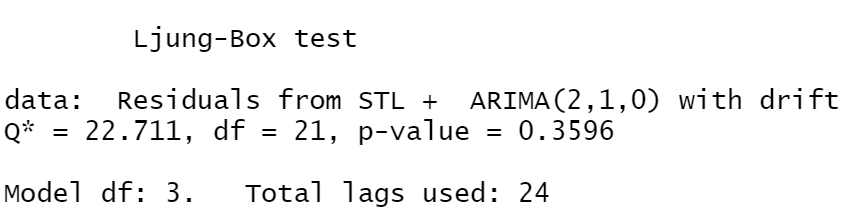 Ljung-Box test
data:  Residuals from STL +  ARIMA(2,1,0) with drift
Q* = 22.711, df = 21, p-value = 0.3596
Model df: 3.   Total lags used: 24